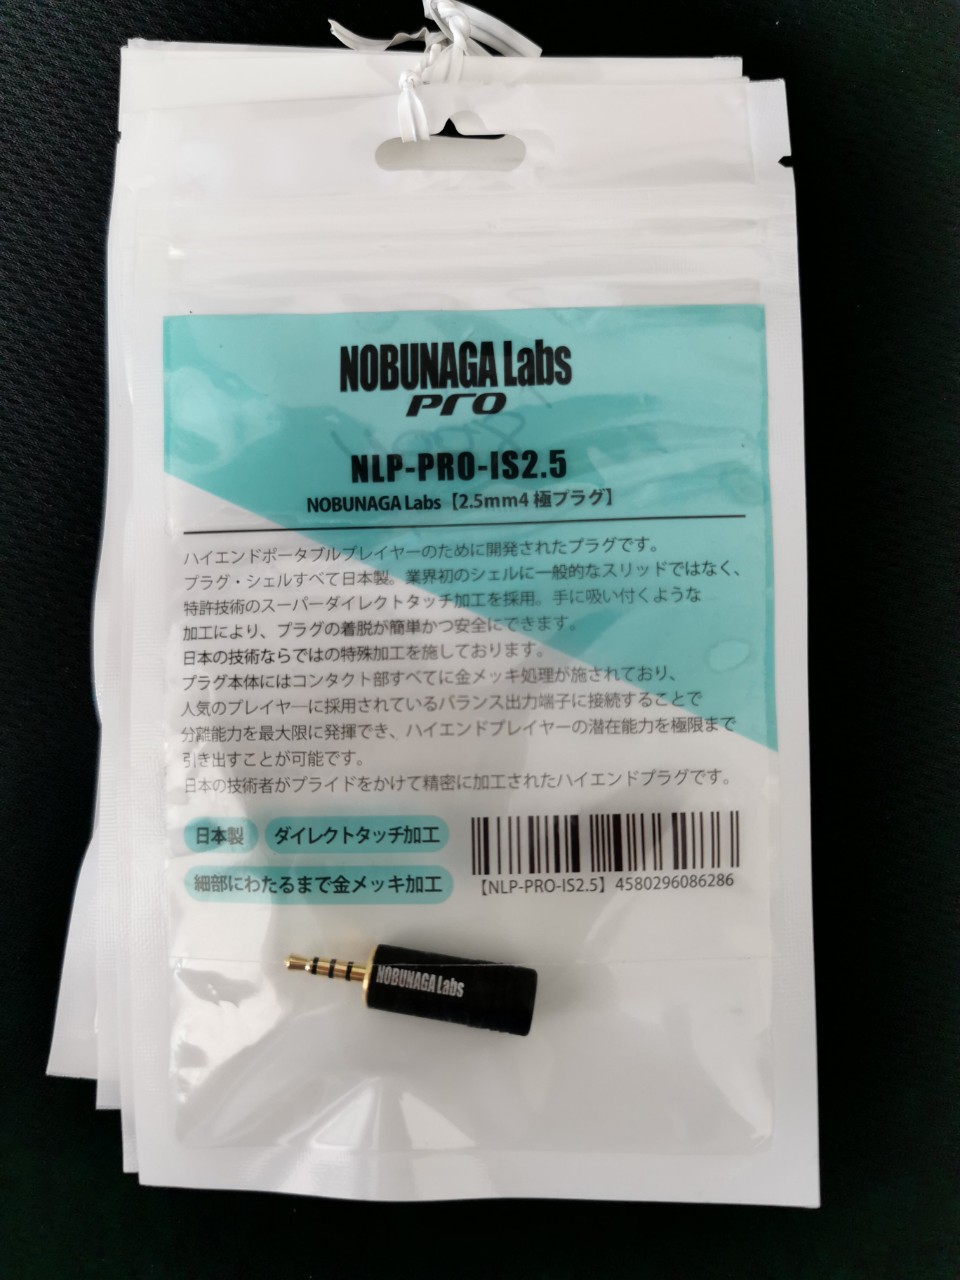 NOBUNAGA Labs
pro
NLP-PRO-IS2.5
NOBUNAGA Labs【2.5mm4 極プラグ】
ハイエンドポータブルプレイヤーのために開発されたプラグです。
プラグ・シェルすべて日本製。業界初のシェルに一般的なスリッドではなく、
特許技術のスーパーダイレクトタッチ加工を採用。手に吸い付くような
加工により、プラグの着脱が簡単かつ安全にできます。
日本の技術ならではの特殊加工を施しております。
プラグ本体にはコンタクト部すべてに金メッキ処理が施されており、
人気のプレイヤーに採用されているバランス出力端子に接続することで
分離能力を最大限に発揮でき、ハイエンドプレイヤーの潜在能力を極限まで
引き出すことが可能です。
日本の技術者がプライドをかけて精密に加工されたハイエンドプラグです。
日本製 ダイレクトタッチ加工
細部にわたるまで金メッキ加工
【NLP-PRO-IS2.5】4580296086286
NOBUNAGA Labs